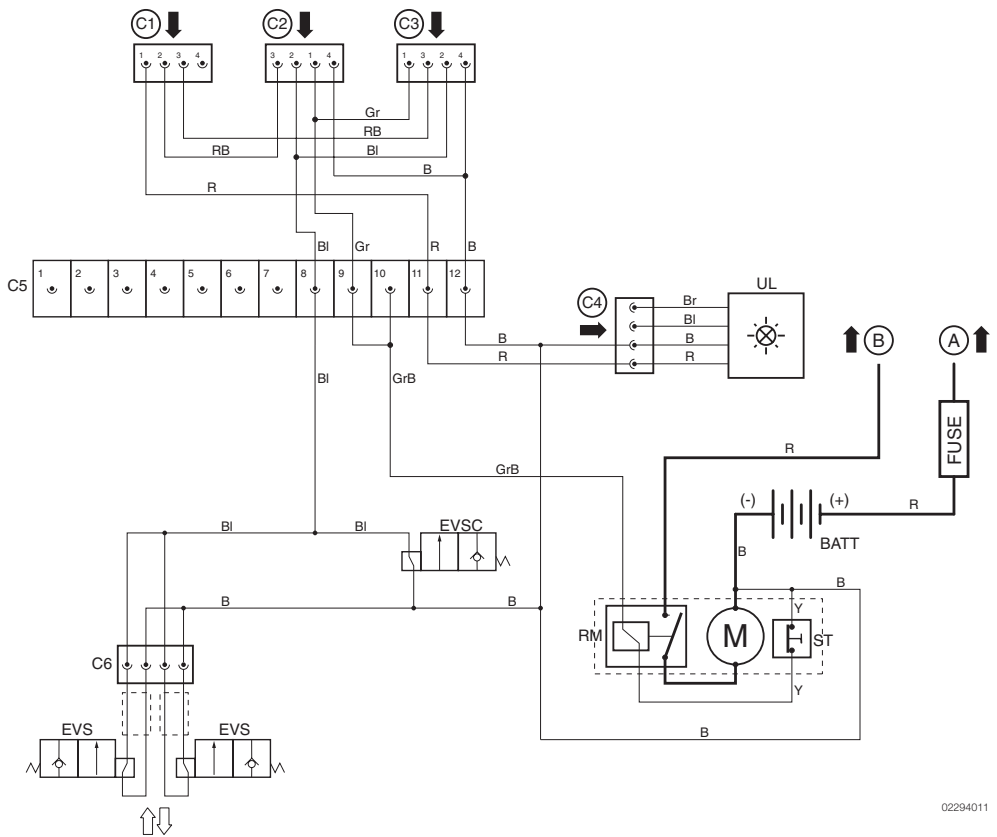 C1 C2 C3
1 2 3 4
3 2 1 4
1 3 2 4
Gr
RB
RB
Bl
B
R
Bl Gr R B
C5
1 2 3 4 5 6 7 8 9 10 11 12
C4
UL
Br
Bl
B B
R R
B
A
Bl
GrB
FUSE
R
GrB
(-) (+)
R
BATT
B
Bl Bl
EVSC
B B
B
Y
RM
M
ST
Y
C6
B
EVS EVS
02294011